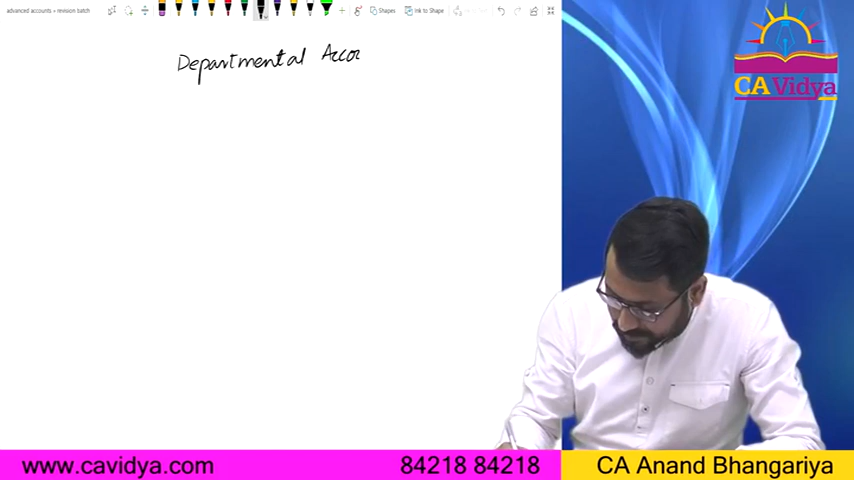 advanced accounts - revision batch
Shapes
Ink to Shape
Departmental Acco
CA Vidya
www.cavidya.com
84218 84218
CA Anand Bhangariya